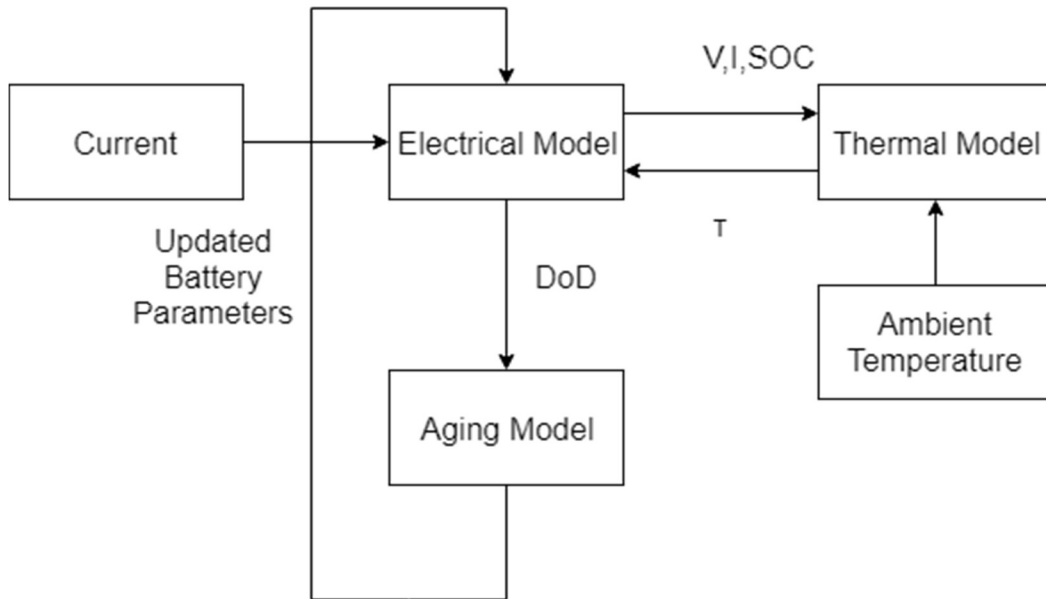 V,I,SOC
Current
Electrical Model
Thermal Model
T
Updated
Battery
Parameters
DoD
Ambient
Temperature
Aging Model